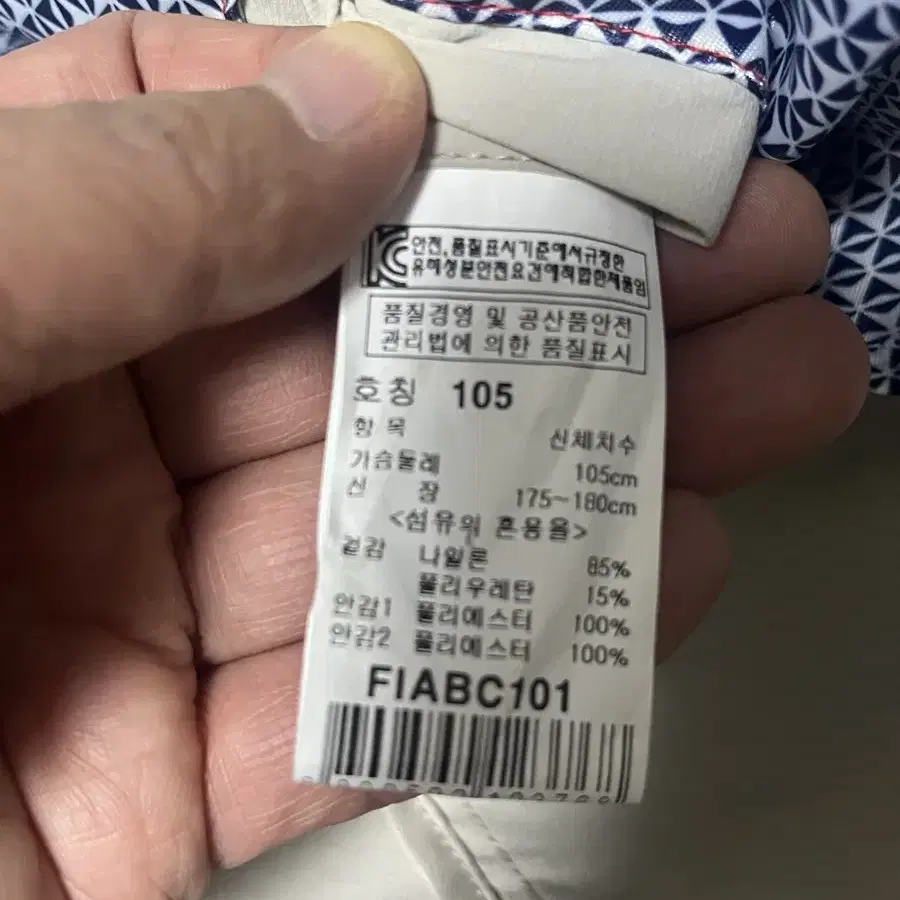 KC 안전,품질표시기준에서규정한
유해성분안전요건에적합한제품임
품질경영 및 공산품안전
관리법에 의한 품질표시
호칭 105
항 목 신체치수
가슴둘레 105cm
신 장 175~180cm
<섬유의 혼용율>
겉감 나일론 85%
폴리우레탄 15%
안감1 폴리에스터 100%
안감2 폴리에스터 100%
FIABC101